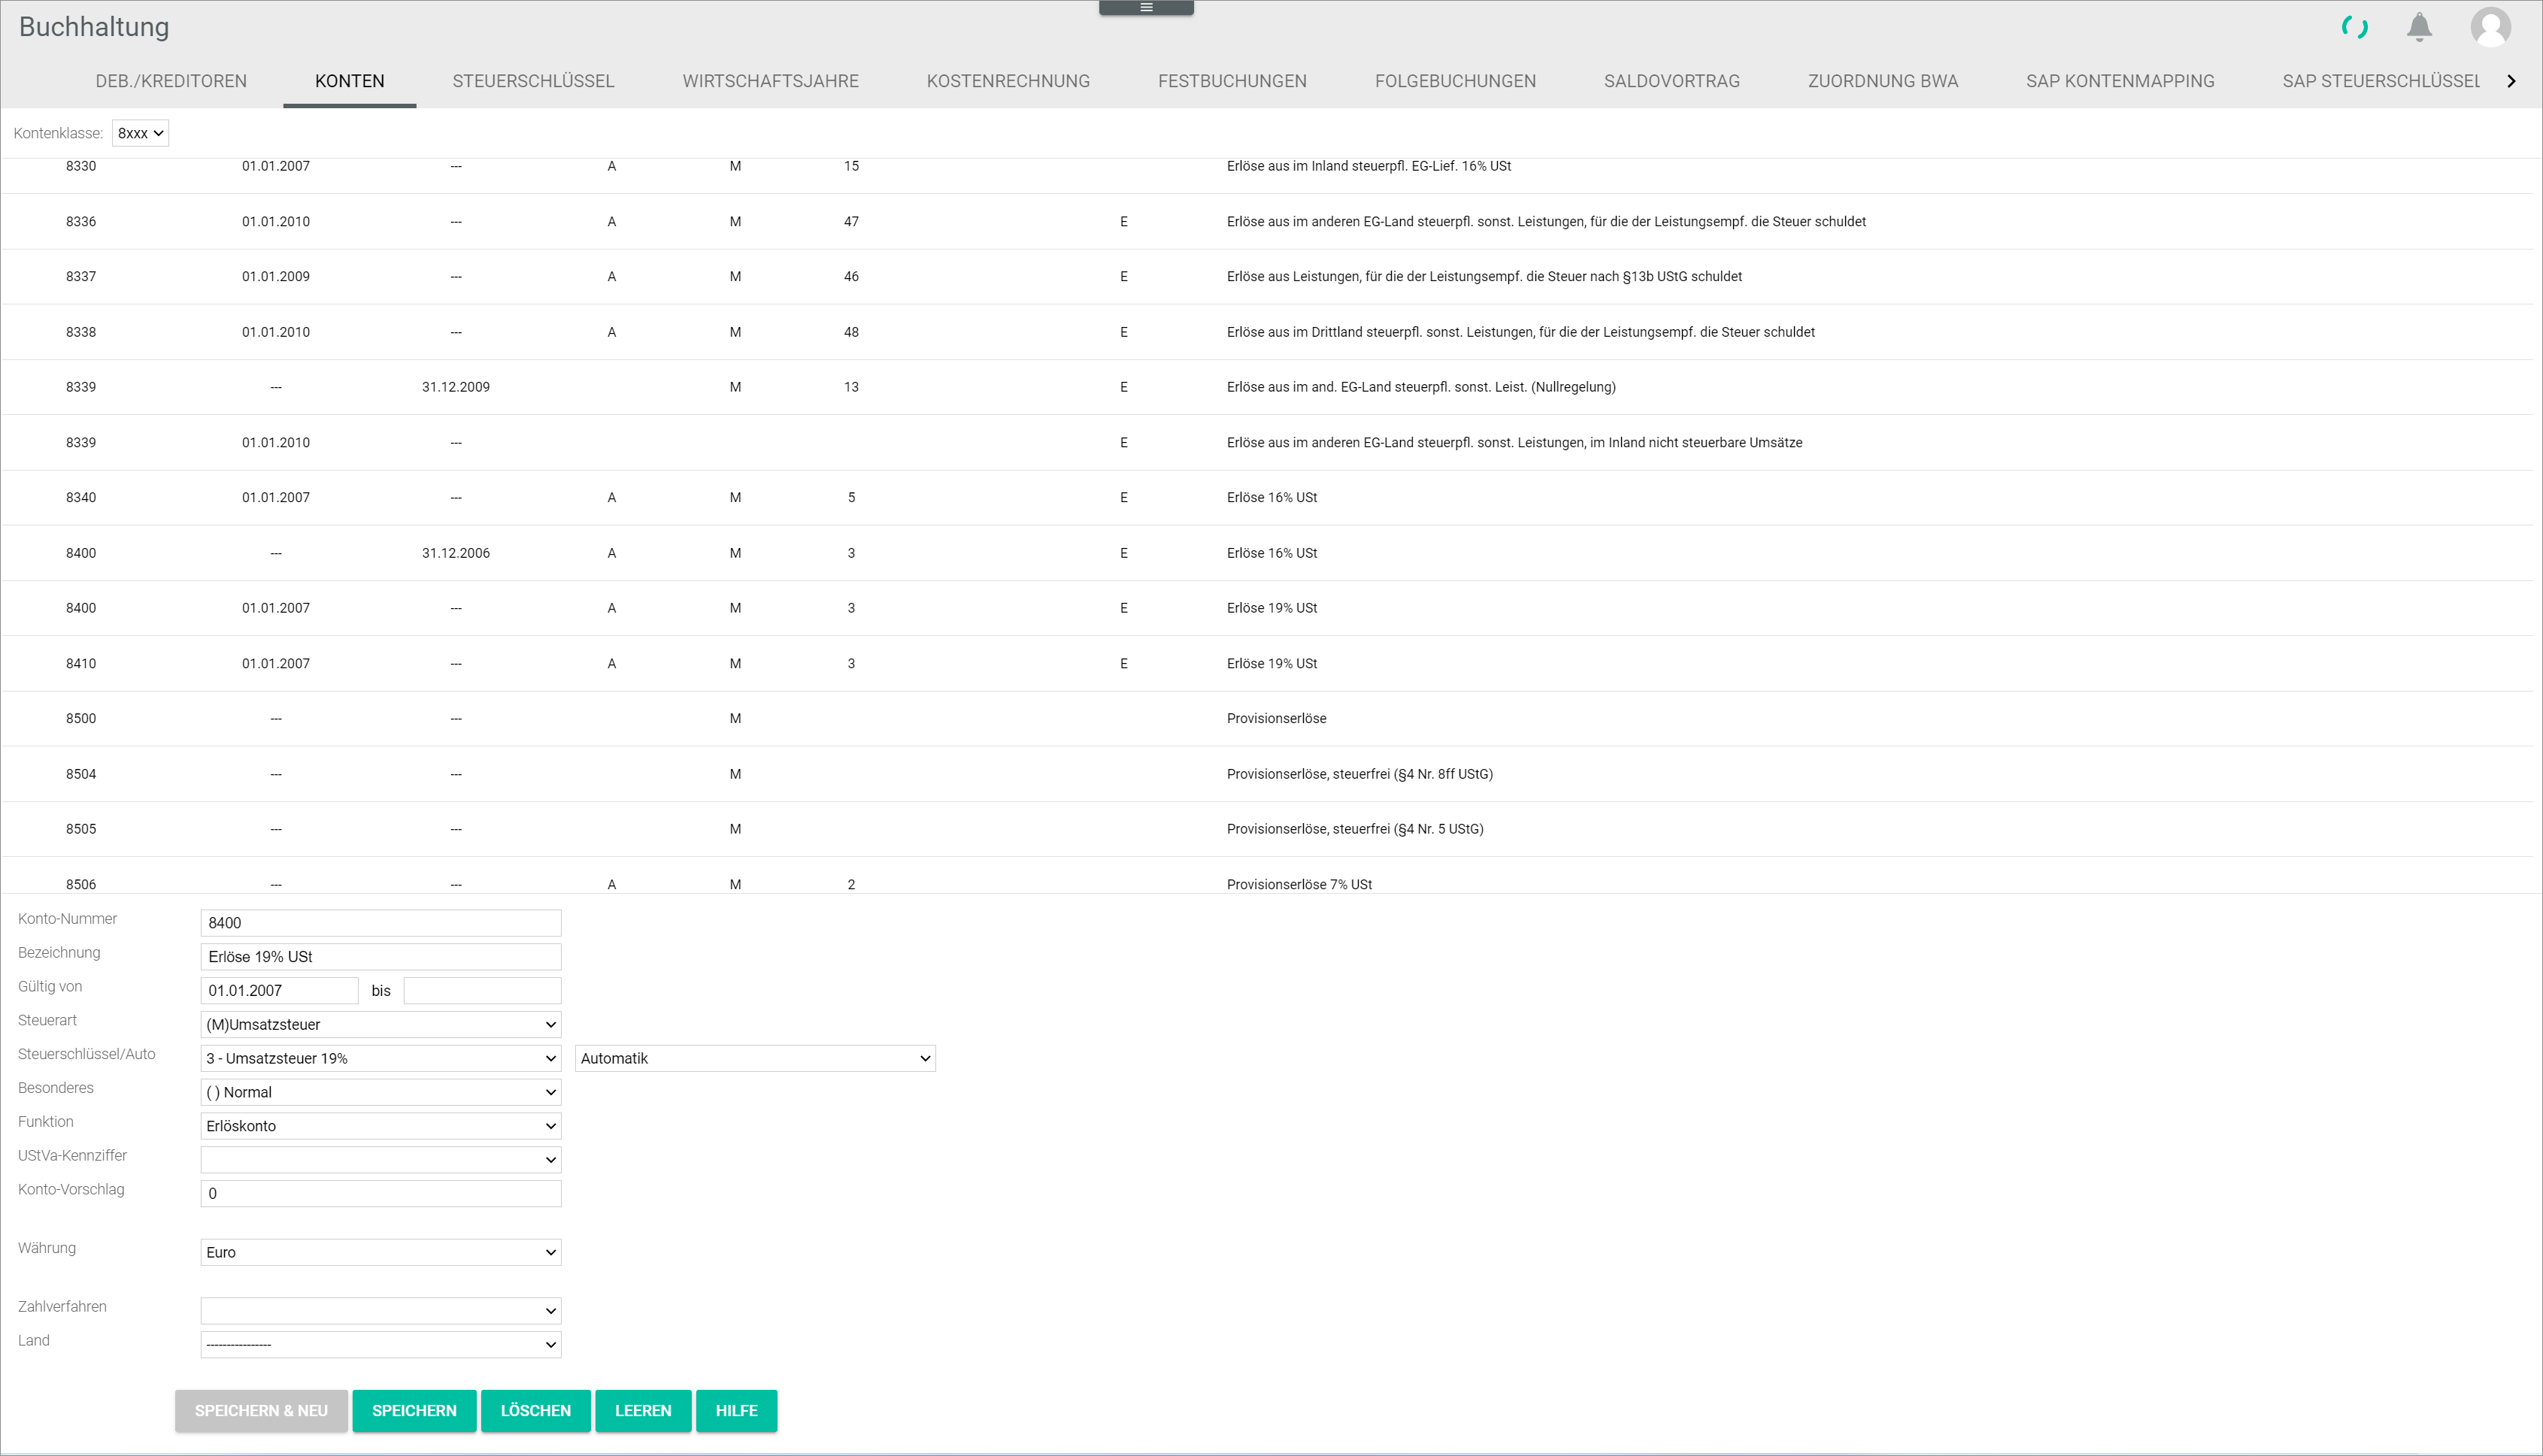 Buchhaltung
DEB./KREDITOREN KONTEN STEUERSCHLÜSSEL WIRTSCHAFTSJAHRE KOSTENRECHNUNG FESTBUCHUNGEN FOLGEBUCHUNGEN SALDOVORTRAG ZUORDNUNG BWA SAP KONTENMAPPING SAP STEUERSCHLÜSSEL
Kontenklasse: 8xxx
8330 01.01.2007 --- A M 15 Erlöse aus im Inland steuerpfl. EG-Lief. 16% USt
8336 01.01.2010 --- A M 47 E Erlöse aus im anderen EG-Land steuerpfl. sonst. Leistungen, für die der Leistungsempf. die Steuer schuldet
8337 01.01.2009 --- A M 46 E Erlöse aus Leistungen, für die der Leistungsempf. die Steuer nach §13b UStG schuldet
8338 01.01.2010 --- A M 48 E Erlöse aus im Drittland steuerpfl. sonst. Leistungen, für die der Leistungsempf. die Steuer schuldet
8339 --- 31.12.2009 M 13 E Erlöse aus im and. EG-Land steuerpfl. sonst. Leist. (Nullregelung)
8339 01.01.2010 --- E Erlöse aus im anderen EG-Land steuerpfl. sonst. Leistungen, im Inland nicht steuerbare Umsätze
8340 01.01.2007 --- A M 5 E Erlöse 16% USt
8400 --- 31.12.2006 A M 3 E Erlöse 16% USt
8400 01.01.2007 --- A M 3 E Erlöse 19% USt
8410 01.01.2007 --- A M 3 E Erlöse 19% USt
8500 --- --- M Provisionserlöse
8504 --- --- M Provisionserlöse, steuerfrei (§4 Nr. 8ff UStG)
8505 --- --- M Provisionserlöse, steuerfrei (§4 Nr. 5 UStG)
8506 --- --- A M 2 Provisionserlöse 7% USt
Konto-Nummer 8400
Bezeichnung Erlöse 19% USt
Gültig von 01.01.2007 bis
Steuerart (M)Umsatzsteuer
Steuerschlüssel/Auto 3 - Umsatzsteuer 19% Automatik
Besonderes ( ) Normal
Funktion Erlöskonto
UStVa-Kennziffer
Konto-Vorschlag 0
Währung Euro
Zahlverfahren
Land ----------------
SPEICHERN & NEU SPEICHERN LÖSCHEN LEEREN HILFE